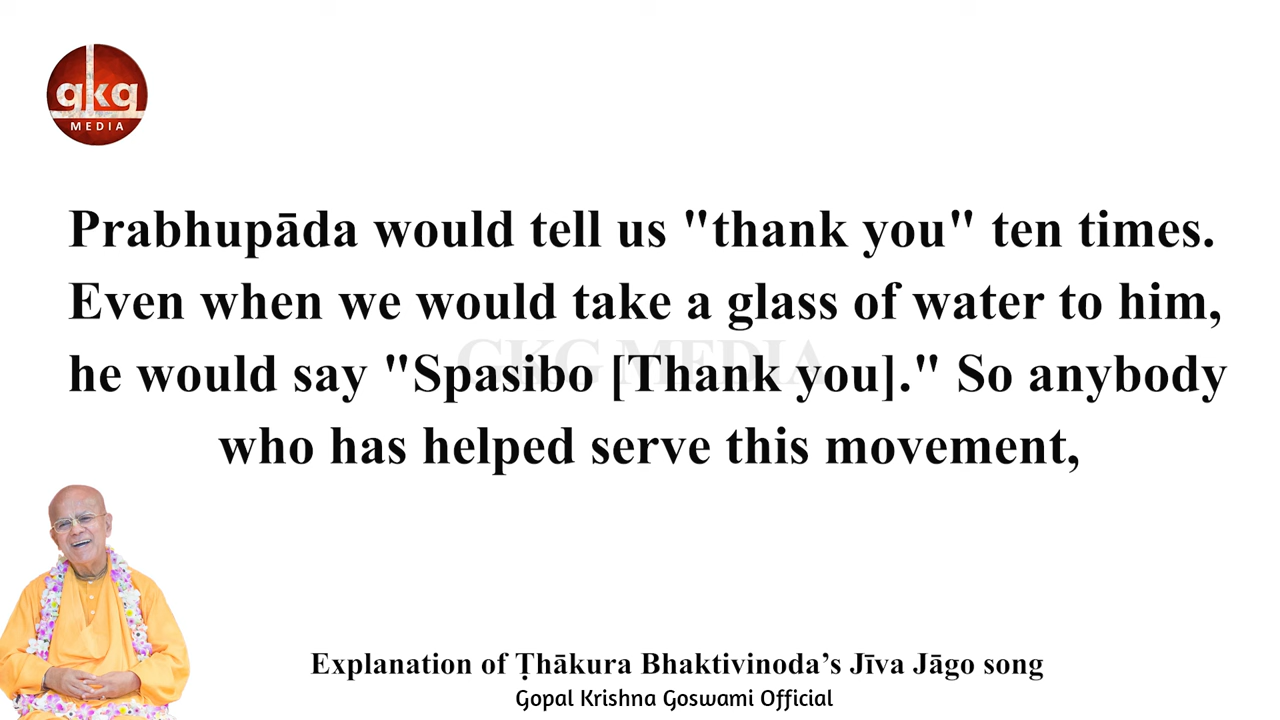 gkg
MEDIA
Prabhupāda would tell us "thank you" ten times.
Even when we would take a glass of water to him,
he would say "Spasibo [Thank you]." So anybody
who has helped serve this movement,
GKG MEDIA
Explanation of Ṭhākura Bhaktivinoda’s Jīva Jāgo song
Gopal Krishna Goswami Official